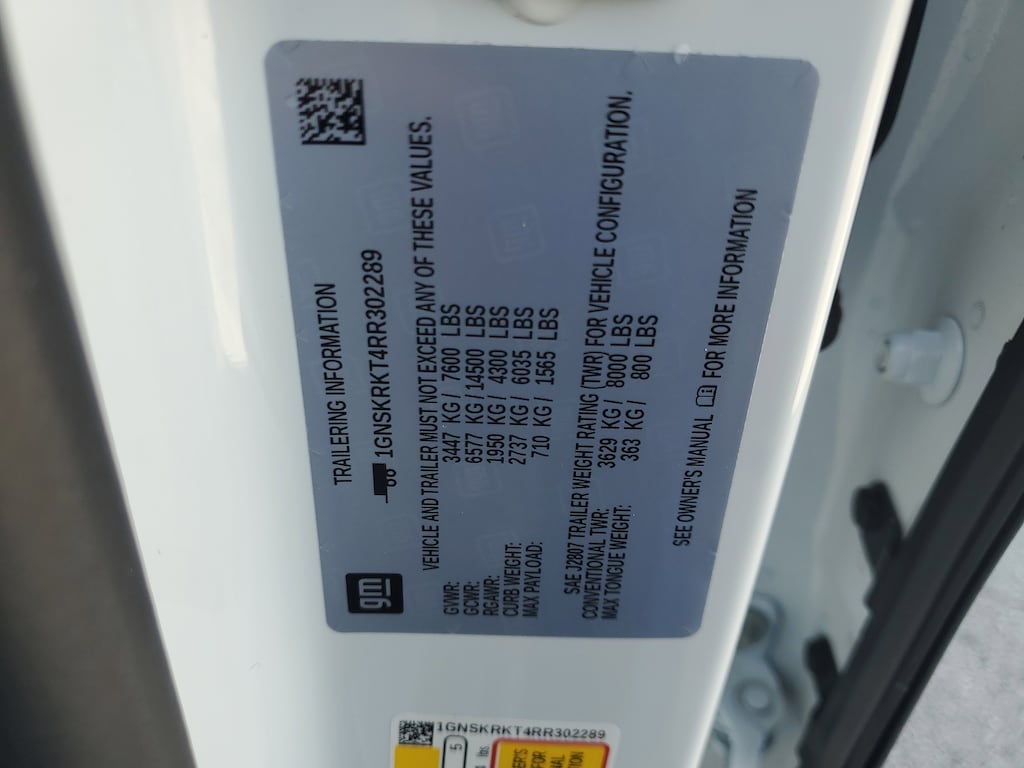 TRAILERING INFORMATION
1GNSKRKT4RR302289
VEHICLE AND TRAILER MUST NOT EXCEED ANY OF THESE VALUES.
GVWR: 3447 KG / 7600 LBS
GCWR: 6577 KG / 14500 LBS
RGAWR: 1950 KG / 4300 LBS
CURB WEIGHT: 2737 KG / 6035 LBS
MAX PAYLOAD: 710 KG / 1565 LBS
SAE J2807 TRAILER WEIGHT RATING (TWR) FOR VEHICLE CONFIGURATION.
CONVENTIONAL TWR: 3629 KG / 8000 LBS
MAX TONGUE WEIGHT: 363 KG / 800 LBS
SEE OWNER'S MANUAL FOR MORE INFORMATION
gm
1GNSKRKT4RR302289
5
lbs